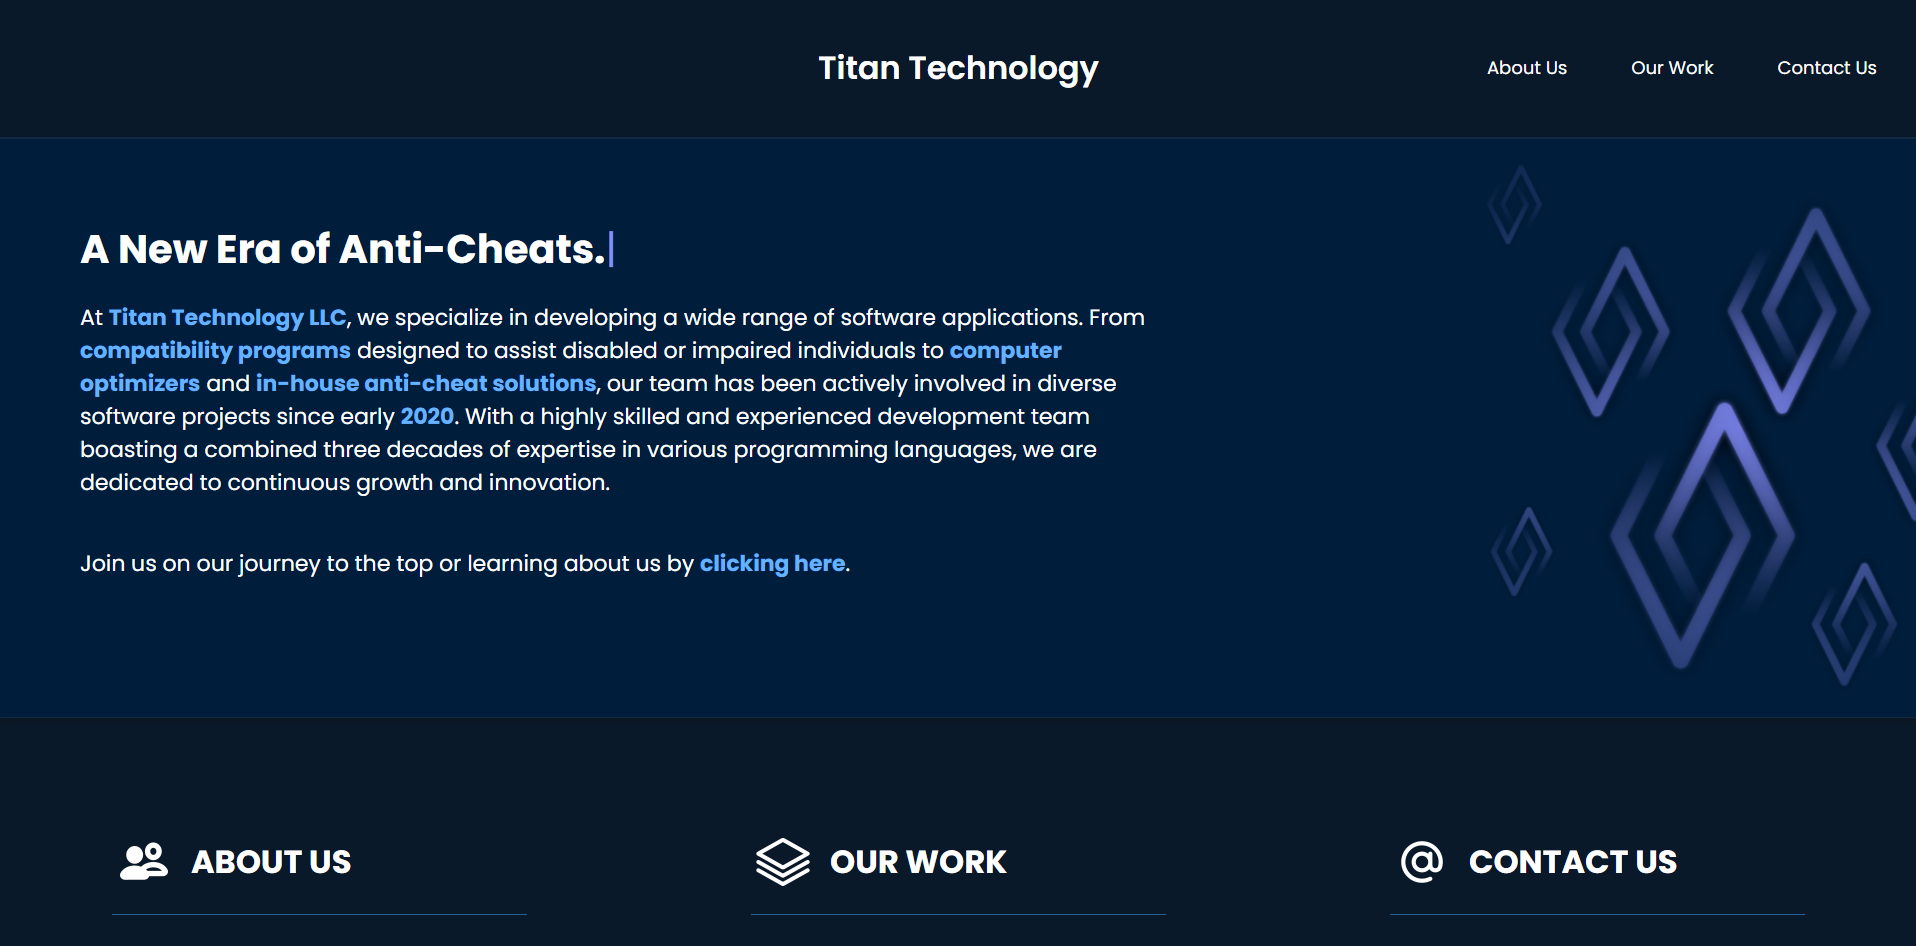 Titan Technology
About Us
Our Work
Contact Us
A New Era of Anti-Cheats.
At Titan Technology LLC, we specialize in developing a wide range of software applications. From
compatibility programs designed to assist disabled or impaired individuals to computer
optimizers and in-house anti-cheat solutions, our team has been actively involved in diverse
software projects since early 2020. With a highly skilled and experienced development team
boasting a combined three decades of expertise in various programming languages, we are
dedicated to continuous growth and innovation.
Join us on our journey to the top or learning about us by clicking here.
ABOUT US
OUR WORK
CONTACT US